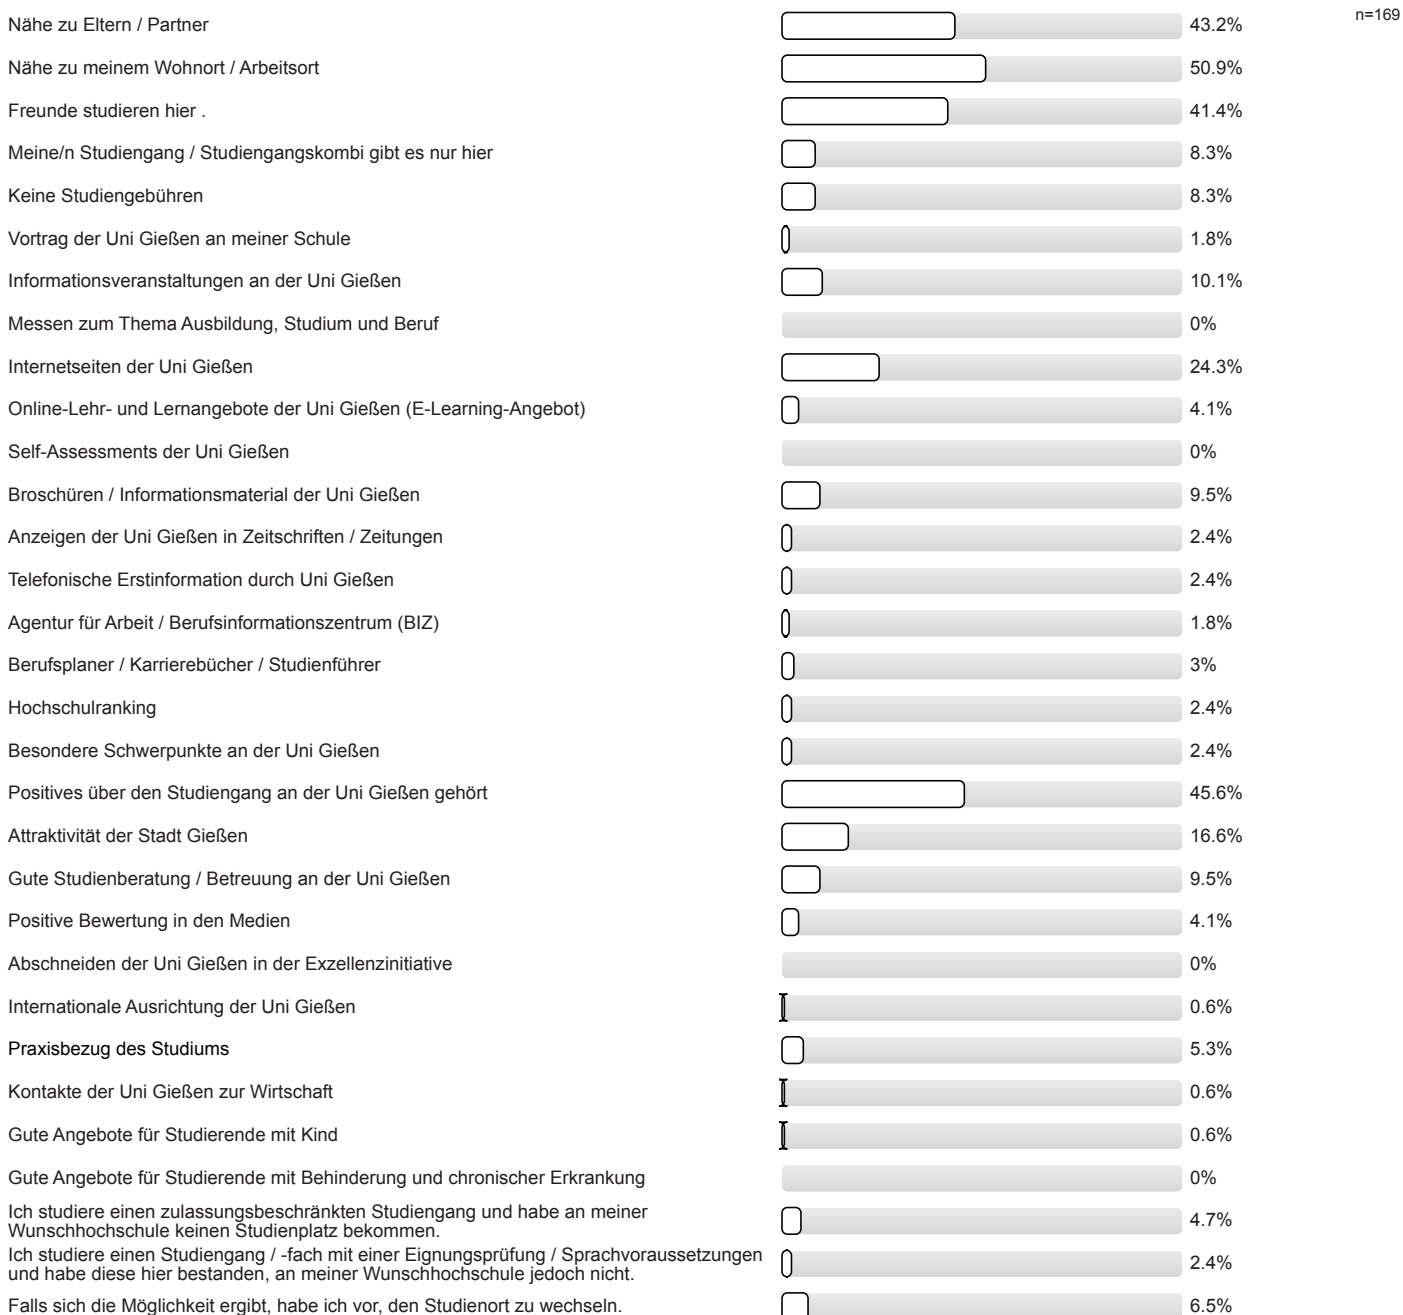 Nähe zu Eltern / Partner 43.2% n=169
Nähe zu meinem Wohnort / Arbeitsort 50.9%
Freunde studieren hier . 41.4%
Meine/n Studiengang / Studiengangskombi gibt es nur hier 8.3%
Keine Studiengebühren 8.3%
Vortrag der Uni Gießen an meiner Schule 1.8%
Informationsveranstaltungen an der Uni Gießen 10.1%
Messen zum Thema Ausbildung, Studium und Beruf 0%
Internetseiten der Uni Gießen 24.3%
Online-Lehr- und Lernangebote der Uni Gießen (E-Learning-Angebot) 4.1%
Self-Assessments der Uni Gießen 0%
Broschüren / Informationsmaterial der Uni Gießen 9.5%
Anzeigen der Uni Gießen in Zeitschriften / Zeitungen 2.4%
Telefonische Erstinformation durch Uni Gießen 2.4%
Agentur für Arbeit / Berufsinformationszentrum (BIZ) 1.8%
Berufsplaner / Karrierebücher / Studienführer 3%
Hochschulranking 2.4%
Besondere Schwerpunkte an der Uni Gießen 2.4%
Positives über den Studiengang an der Uni Gießen gehört 45.6%
Attraktivität der Stadt Gießen 16.6%
Gute Studienberatung / Betreuung an der Uni Gießen 9.5%
Positive Bewertung in den Medien 4.1%
Abschneiden der Uni Gießen in der Exzellenzinitiative 0%
Internationale Ausrichtung der Uni Gießen 0.6%
Praxisbezug des Studiums 5.3%
Kontakte der Uni Gießen zur Wirtschaft 0.6%
Gute Angebote für Studierende mit Kind 0.6%
Gute Angebote für Studierende mit Behinderung und chronischer Erkrankung 0%
Ich studiere einen zulassungsbeschränkten Studiengang und habe an meiner
Wunschhochschule keinen Studienplatz bekommen. 4.7%
Ich studiere einen Studiengang / -fach mit einer Eignungsprüfung / Sprachvoraussetzungen
und habe diese hier bestanden, an meiner Wunschhochschule jedoch nicht. 2.4%
Falls sich die Möglichkeit ergibt, habe ich vor, den Studienort zu wechseln. 6.5%